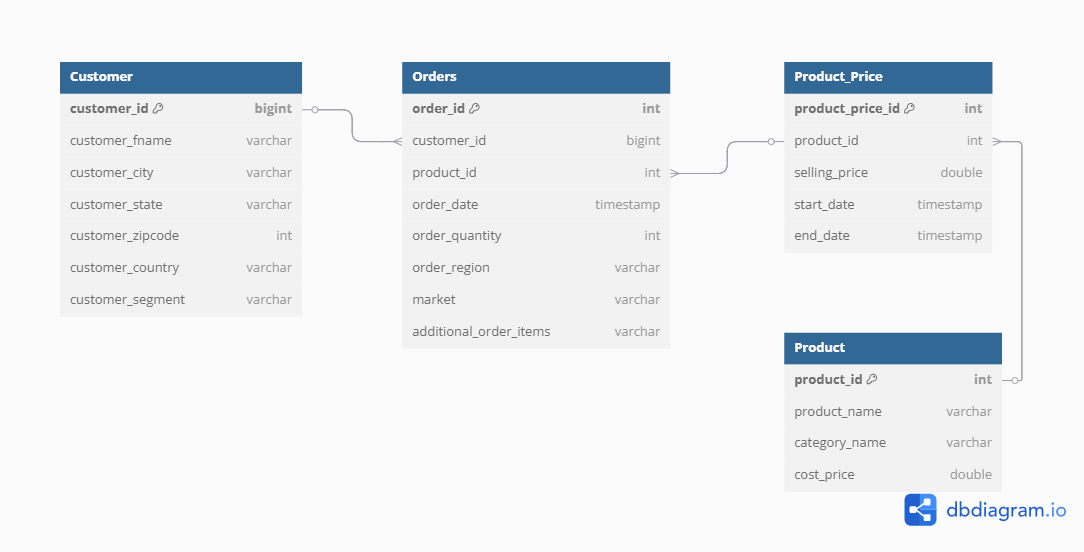 Customer
customer_id bigint
customer_fname varchar
customer_city varchar
customer_state varchar
customer_zipcode int
customer_country varchar
customer_segment varchar
Orders
order_id int
customer_id bigint
product_id int
order_date timestamp
order_quantity int
order_region varchar
market varchar
additional_order_items varchar
Product_Price
product_price_id int
product_id int
selling_price double
start_date timestamp
end_date timestamp
Product
product_id int
product_name varchar
category_name varchar
cost_price double
dbdiagram.io